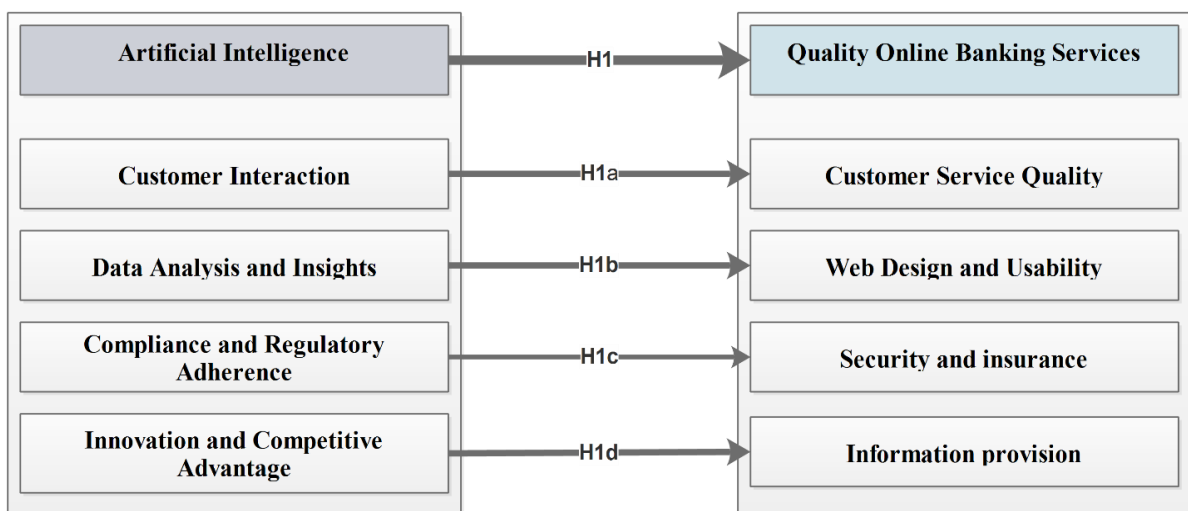 Artificial Intelligence
H1
Quality Online Banking Services
Customer Interaction
H1a
Customer Service Quality
Data Analysis and Insights
H1b
Web Design and Usability
Compliance and Regulatory
Adherence
H1c
Security and insurance
Innovation and Competitive
Advantage
H1d
Information provision